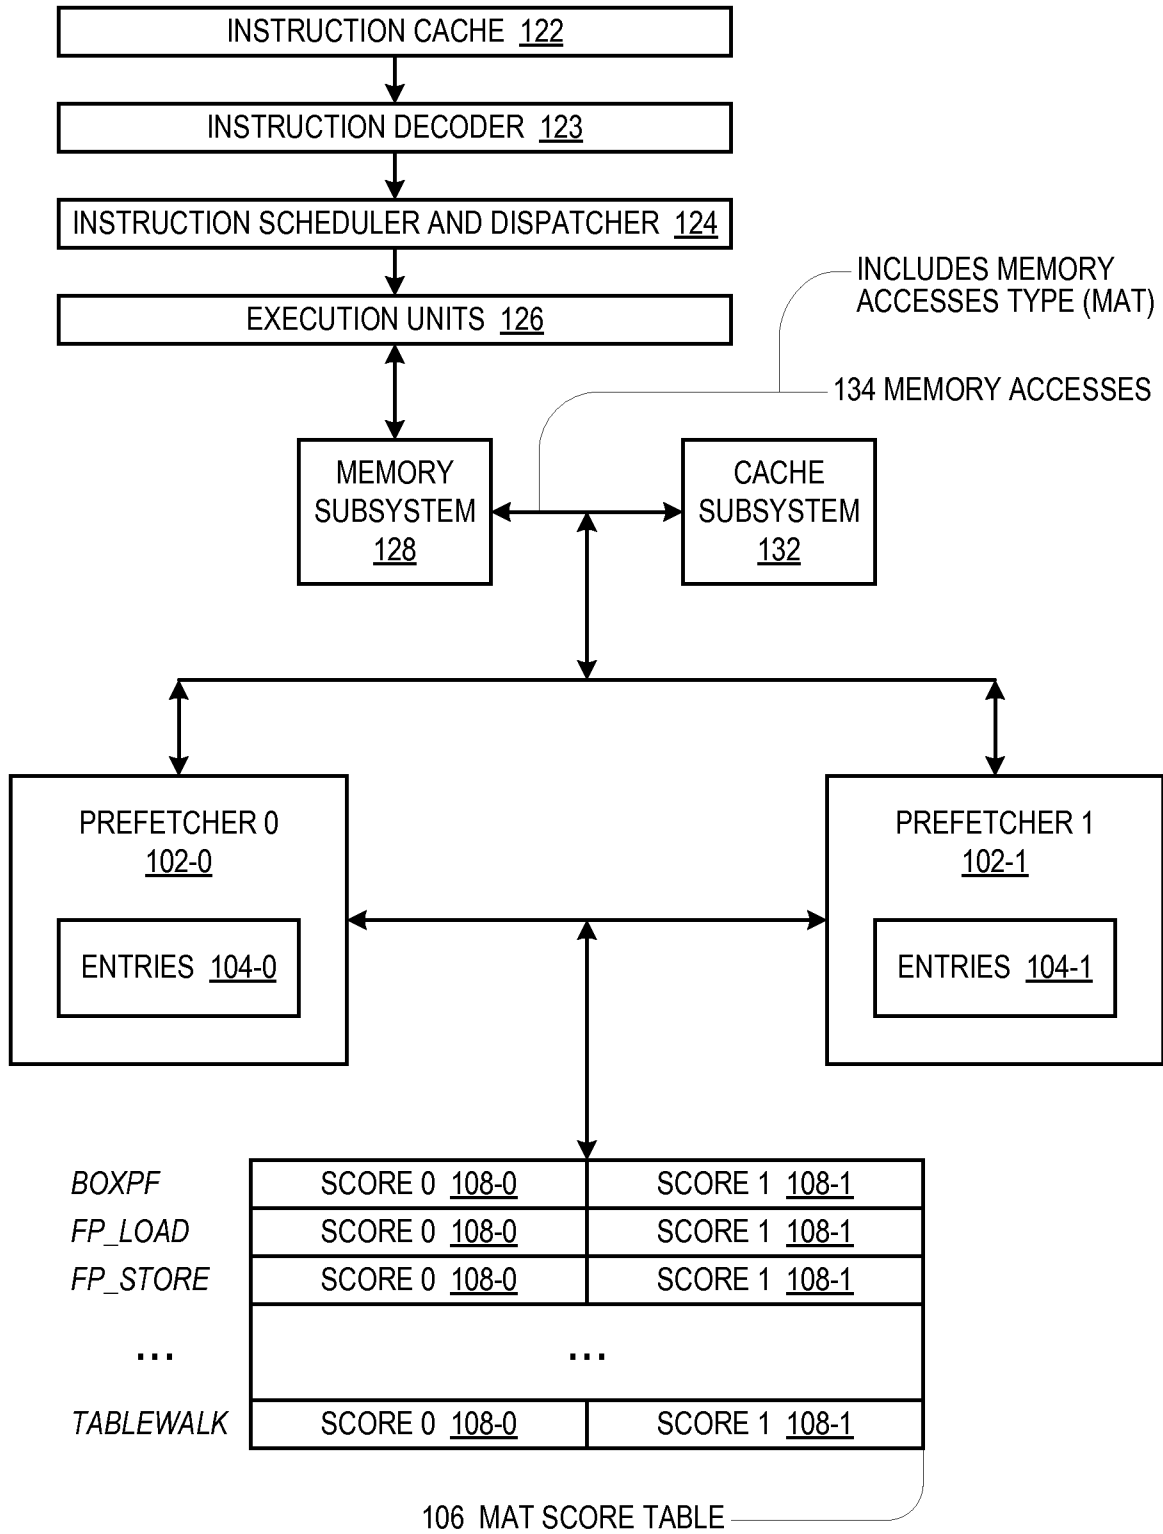 INSTRUCTION CACHE 122
INSTRUCTION DECODER 123
INSTRUCTION SCHEDULER AND DISPATCHER 124
INCLUDES MEMORY
ACCESSES TYPE (MAT)
EXECUTION UNITS 126
134 MEMORY ACCESSES
MEMORY
SUBSYSTEM
128
CACHE
SUBSYSTEM
132
PREFETCHER 0
102-0
ENTRIES 104-0
PREFETCHER 1
102-1
ENTRIES 104-1
BOXPF SCORE 0 108-0 SCORE 1 108-1
FP_LOAD SCORE 0 108-0 SCORE 1 108-1
FP_STORE SCORE 0 108-0 SCORE 1 108-1
... ...
TABLEWALK SCORE 0 108-0 SCORE 1 108-1
106 MAT SCORE TABLE